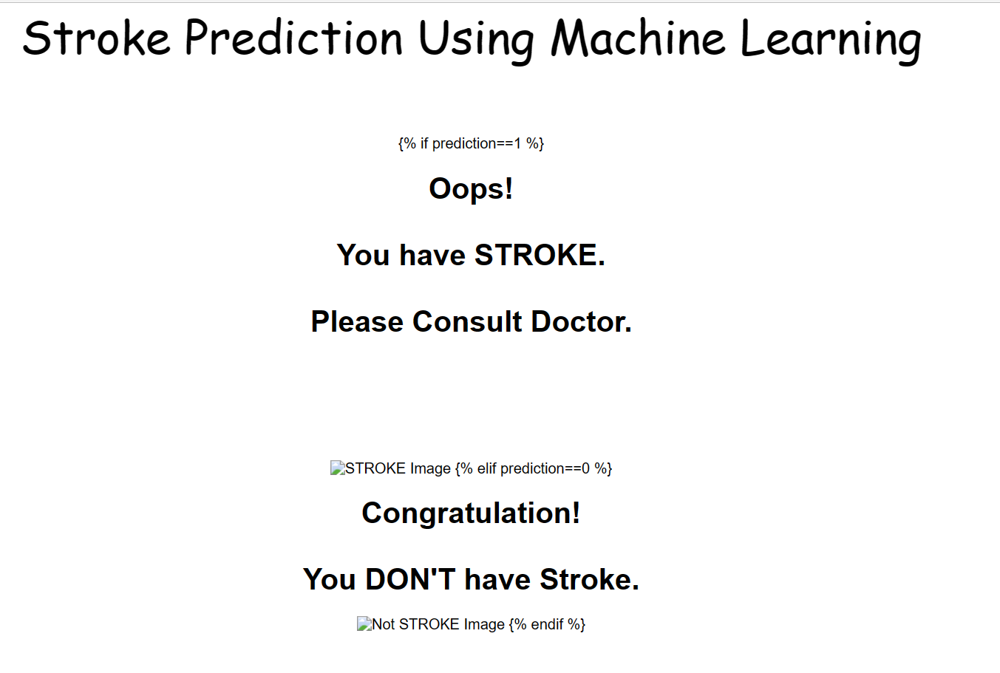 Stroke Prediction Using Machine Learning
{% if prediction==1 %}
Oops!
You have STROKE.
Please Consult Doctor.
STROKE Image {% elif prediction==0 %}
Congratulation!
You DON'T have Stroke.
Not STROKE Image {% endif %}